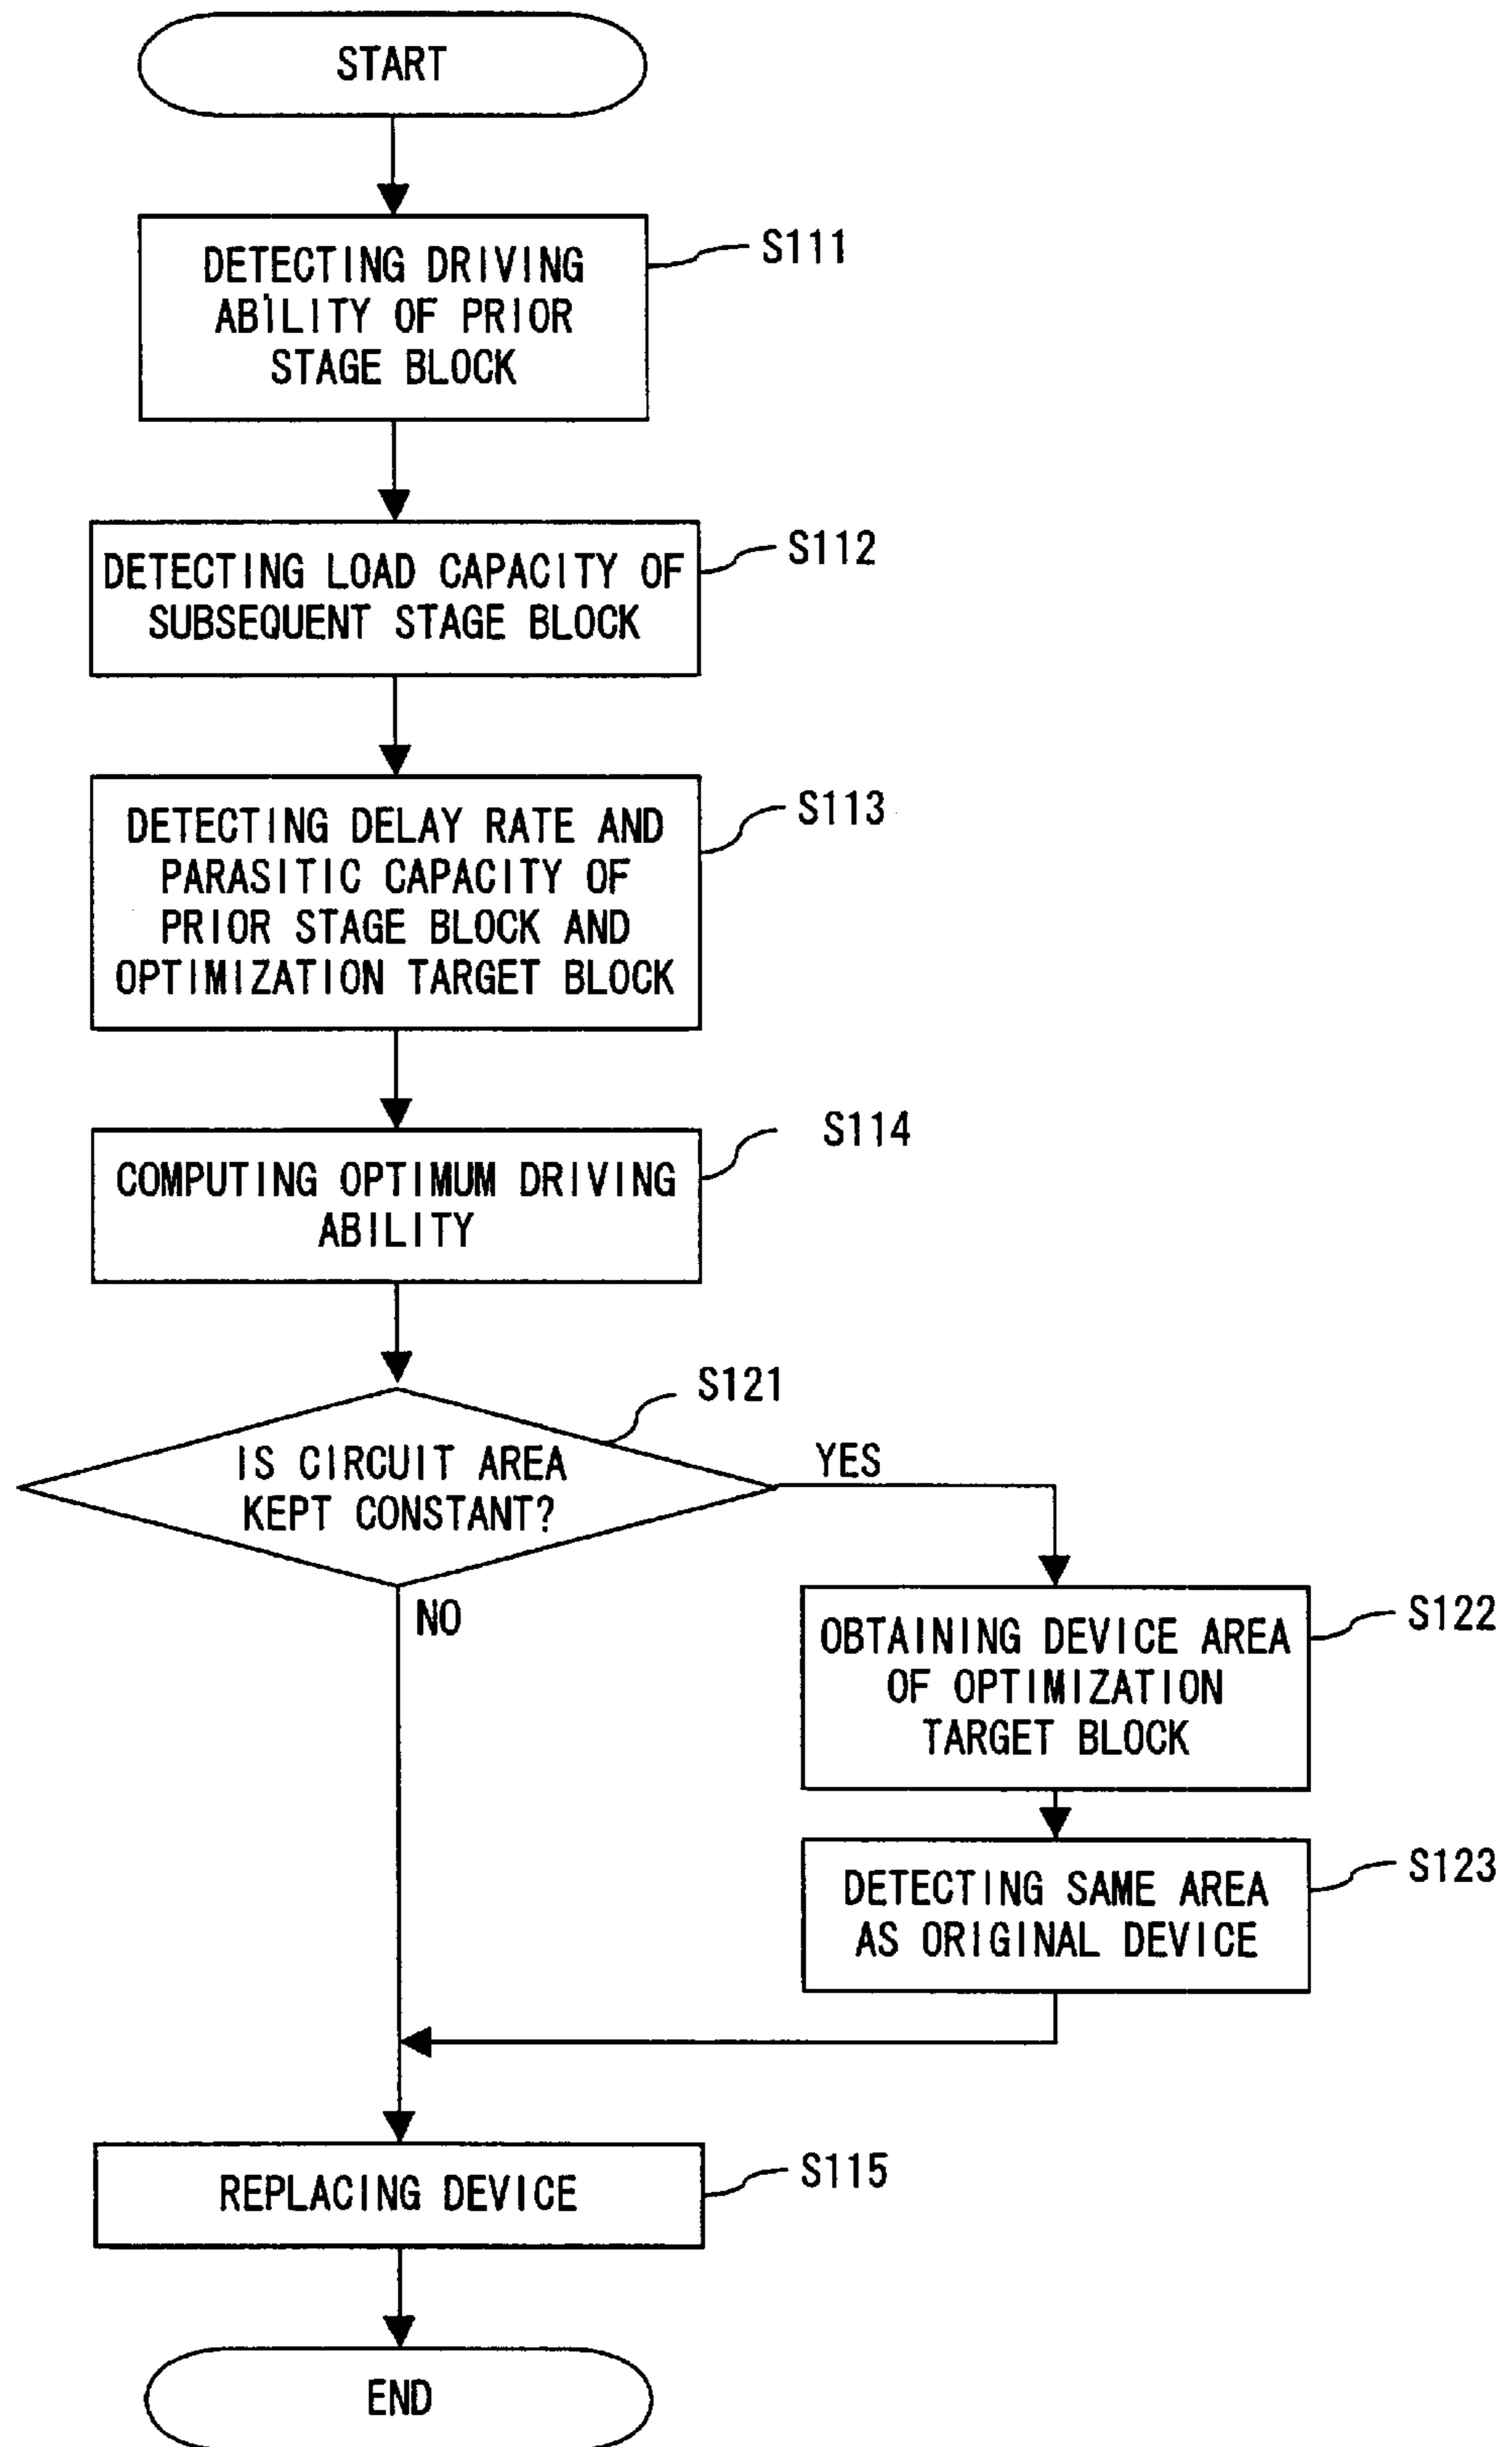 START
DETECTING DRIVING
ABILITY OF PRIOR
STAGE BLOCK
S111
DETECTING LOAD CAPACITY OF
SUBSEQUENT STAGE BLOCK
S112
DETECTING DELAY RATE AND
PARASITIC CAPACITY OF
PRIOR STAGE BLOCK AND
OPTIMIZATION TARGET BLOCK
S113
COMPUTING OPTIMUM DRIVING
ABILITY
S114
IS CIRCUIT AREA
KEPT CONSTANT?
S121
YES
NO
OBTAINING DEVICE AREA
OF OPTIMIZATION
TARGET BLOCK
S122
DETECTING SAME AREA
AS ORIGINAL DEVICE
S123
REPLACING DEVICE
S115
END